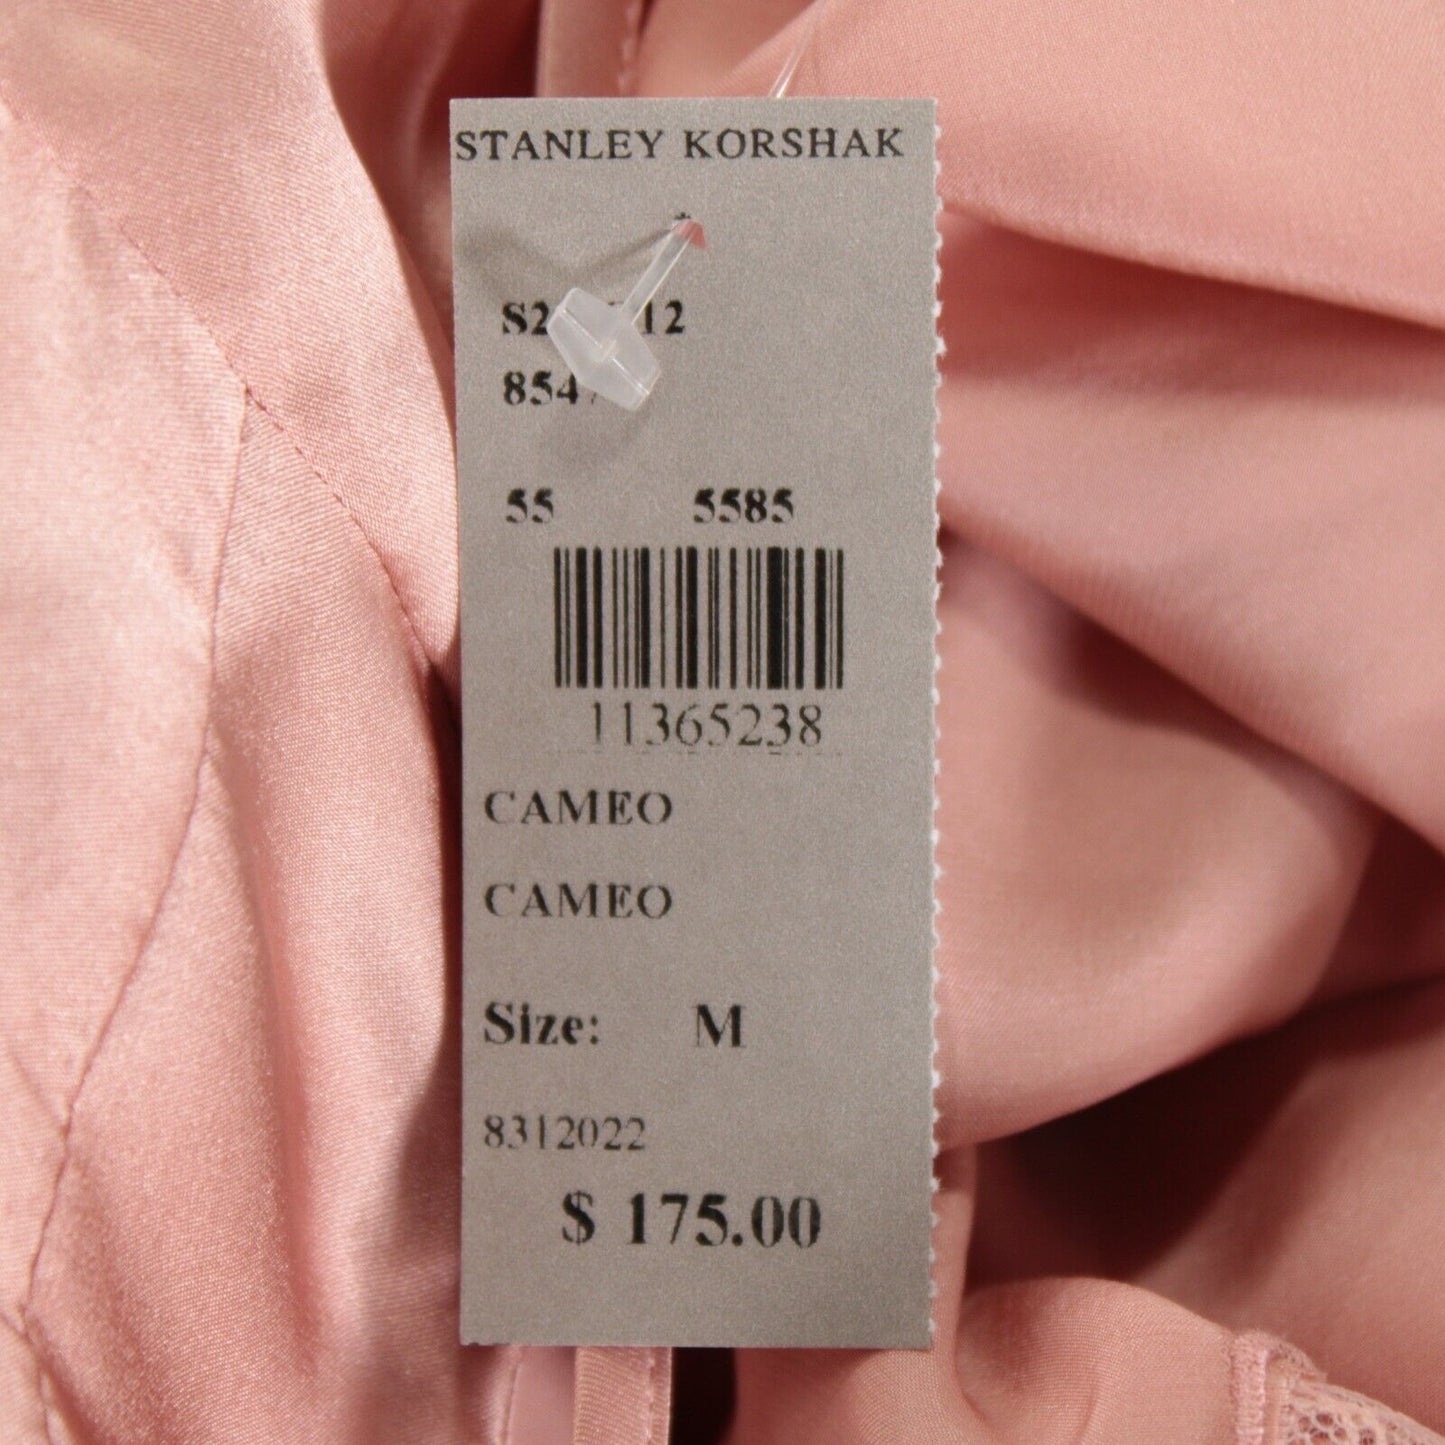 STANLEY KORSHAK
55 5585
11365238
CAMEO
CAMEO
Size: M
8312022
$ 175.00